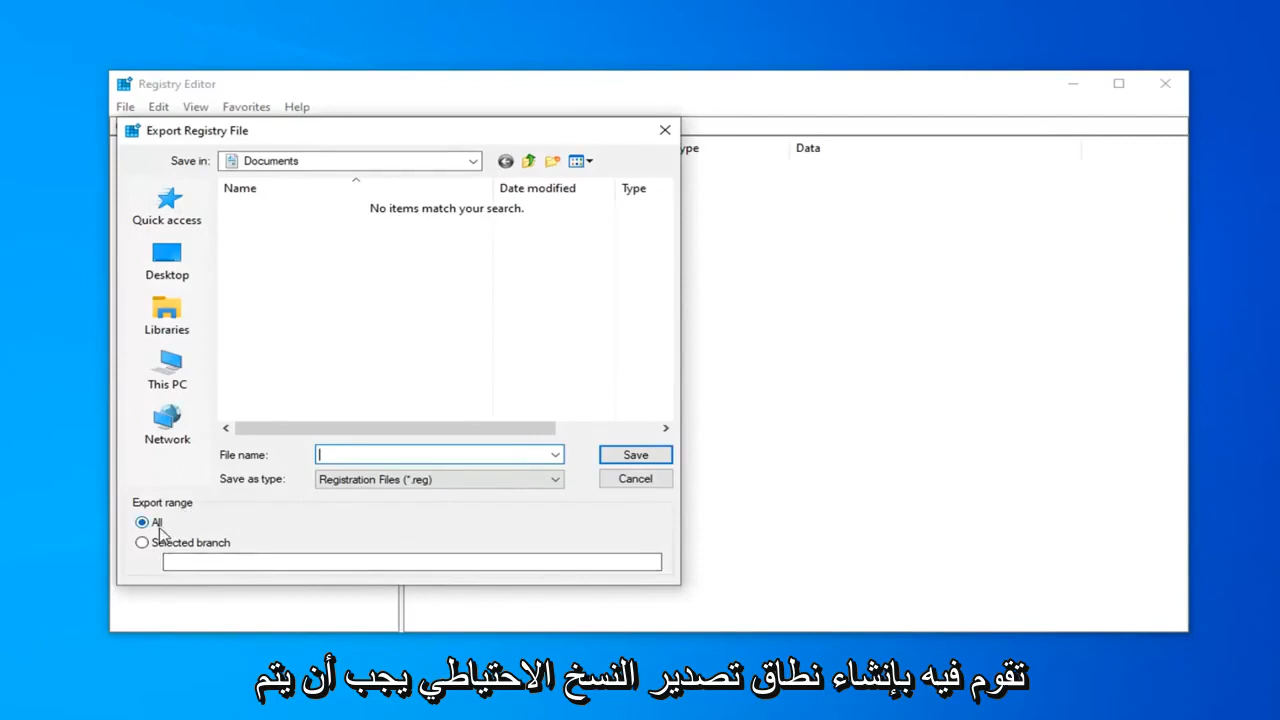 Registry Editor
File Edit View Favorites Help
Export Registry File
Save in: Documents
ype Data
Name Date modified Type
No items match your search.
Quick access
Desktop
Libraries
This PC
Network
File name: Save
Save as type: Registration Files (*.reg) Cancel
Export range
All
Selected branch
تقوم فيه بإنشاء نطاق تصدير النسخ الاحتياطي يجب أن يتم